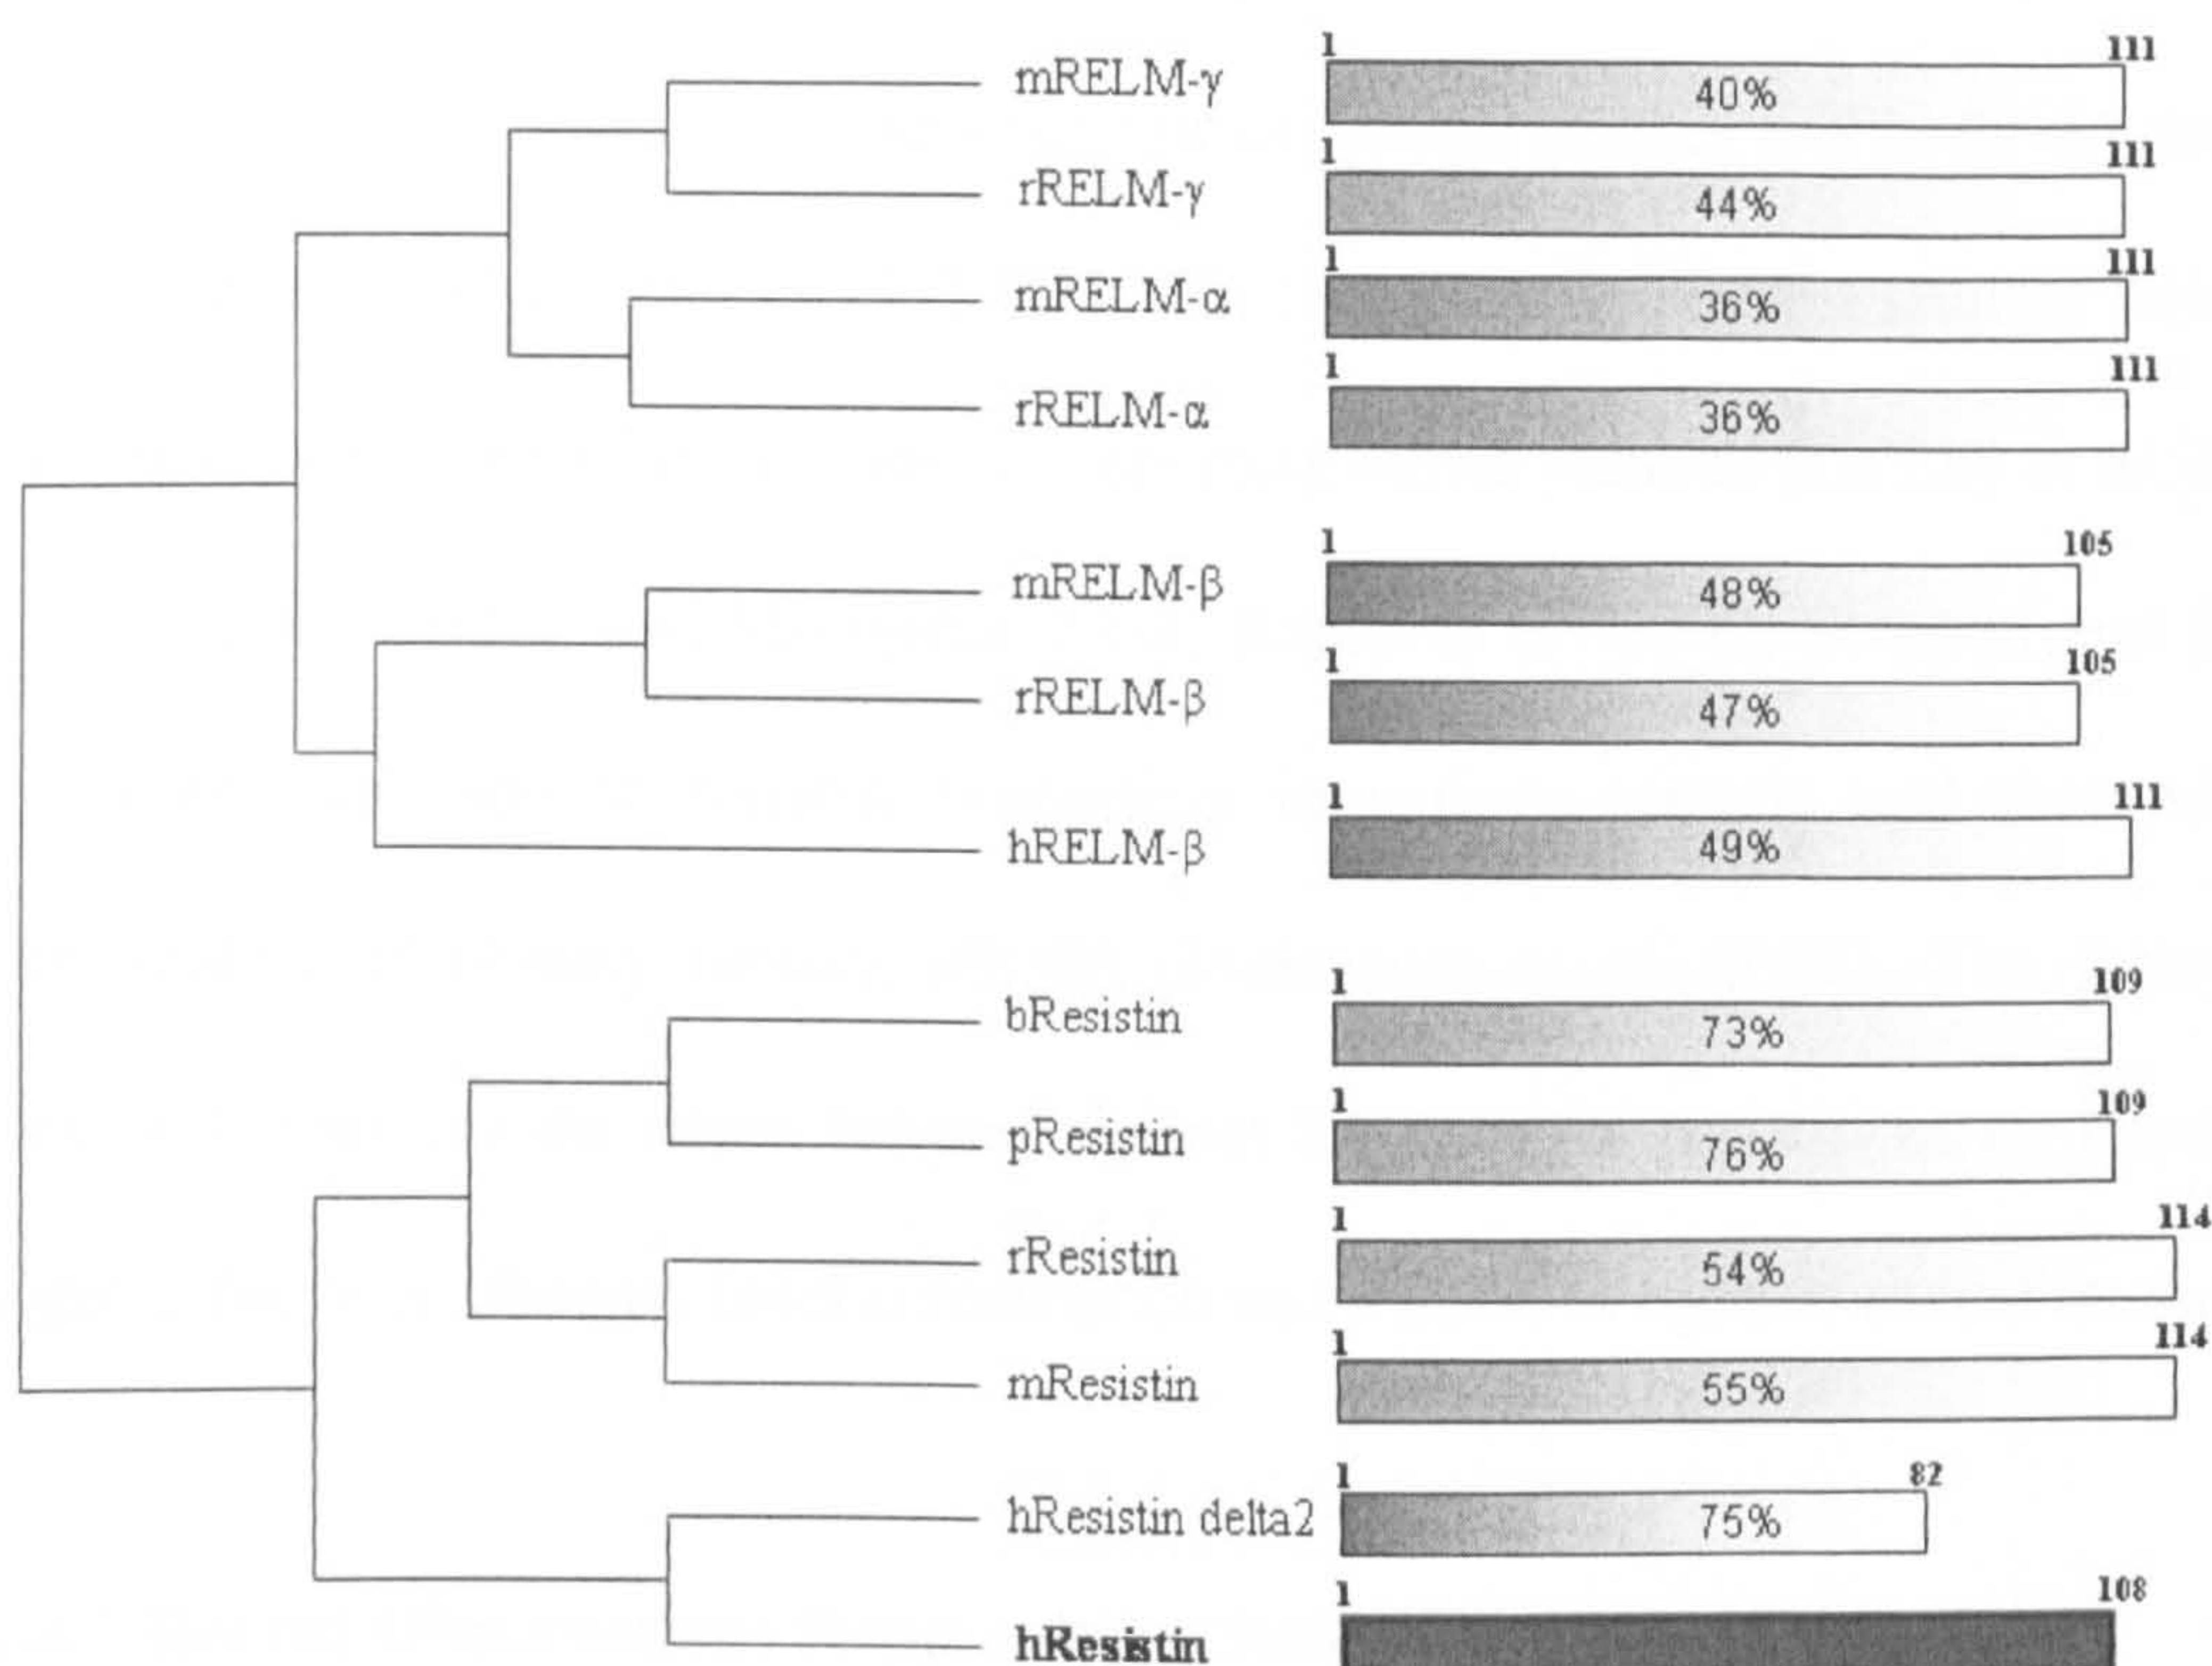 1 111
mRELM-γ 40%
1 111
rRELM-γ 44%
1 111
mRELM-α 36%
1 111
rRELM-α 36%
1 105
mRELM-β 48%
1 105
rRELM-β 47%
1 111
hRELM-β 49%
1 109
bResistin 73%
1 109
pResistin 76%
1 114
rResistin 54%
1 114
mResistin 55%
1 82
hResistin delta2 75%
1 108
hResistin